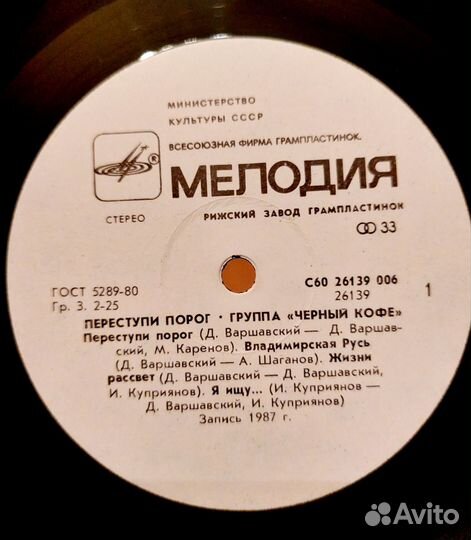 МИНИСТЕРСТВО
КУЛЬТУРЫ СССР
ВСЕСОЮЗНАЯ ФИРМА ГРАМПЛАСТИНОК.
®
МЕЛОДИЯ
СТЕРЕО
РИЖСКИЙ ЗАВОД ГРАМПЛАСТИНОК
33
ГОСТ 5289-80
Гр. 3. 2-25
С60 26139 006
26139
1
ПЕРЕСТУПИ ПОРОГ · ГРУППА «ЧЕРНЫЙ КОФЕ»
Переступи порог (Д. Варшавский — Д. Варшав-
ский, М. Каренов). Владимирская Русь
(Д. Варшавский — А. Шаганов). Жизни
рассвет (Д. Варшавский — Д. Варшавский,
И. Куприянов). Я ищу... (И. Куприянов —
Д. Варшавский, И. Куприянов)
Запись 1987 г.
Avito